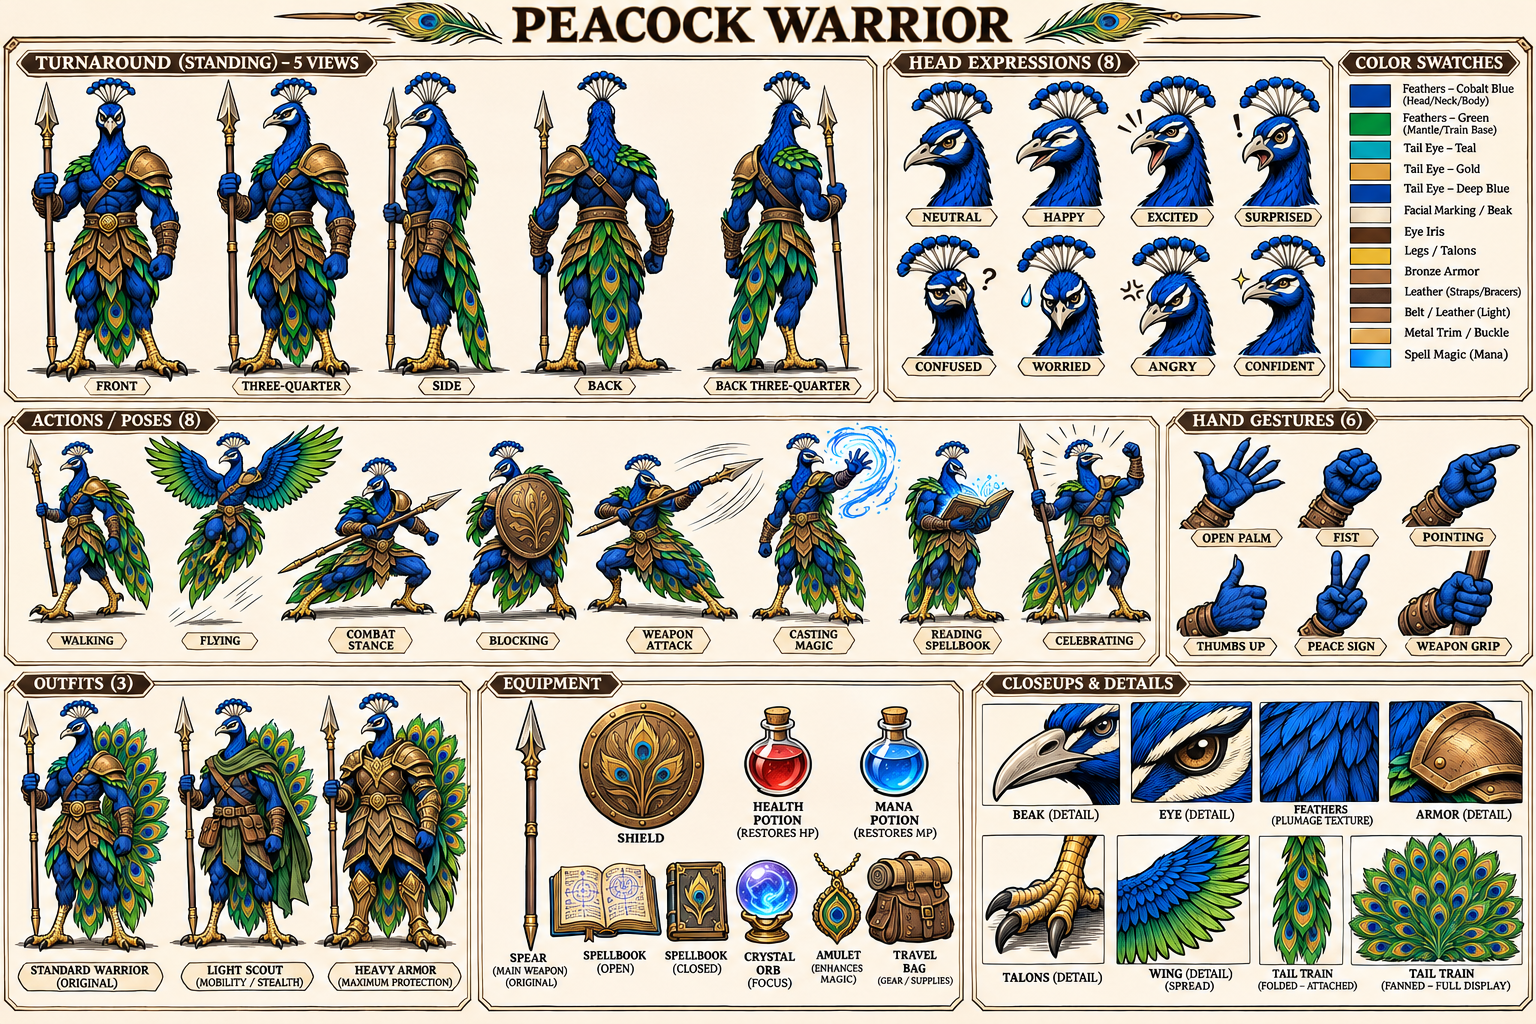 PEACOCK WARRIOR
TURNAROUND (STANDING) – 5 VIEWS
FRONT
THREE-QUARTER
SIDE
BACK
BACK THREE-QUARTER
HEAD EXPRESSIONS (8)
NEUTRAL
HAPPY
EXCITED
!
SURPRISED
?
CONFUSED
WORRIED
ANGRY
CONFIDENT
COLOR SWATCHES
Feathers – Cobalt Blue
(Head/Neck/Body)
Feathers – Green
(Mantle/Train Base)
Tail Eye – Teal
Tail Eye – Gold
Tail Eye – Deep Blue
Facial Marking / Beak
Eye Iris
Legs / Talons
Bronze Armor
Leather (Straps/Bracers)
Belt / Leather (Light)
Metal Trim / Buckle
Spell Magic (Mana)
ACTIONS / POSES (8)
WALKING
FLYING
COMBAT
STANCE
BLOCKING
WEAPON
ATTACK
CASTING
MAGIC
READING
SPELLBOOK
CELEBRATING
HAND GESTURES (6)
OPEN PALM
FIST
POINTING
THUMBS UP
PEACE SIGN
WEAPON GRIP
OUTFITS (3)
STANDARD WARRIOR
(ORIGINAL)
LIGHT SCOUT
(MOBILITY / STEALTH)
HEAVY ARMOR
(MAXIMUM PROTECTION)
EQUIPMENT
SPEAR
(MAIN WEAPON)
(ORIGINAL)
SHIELD
HEALTH
POTION
(RESTORES HP)
MANA
POTION
(RESTORES MP)
SPELLBOOK
(OPEN)
SPELLBOOK
(CLOSED)
CRYSTAL
ORB
(FOCUS)
AMULET
(ENHANCES
MAGIC)
TRAVEL
BAG
(GEAR / SUPPLIES)
CLOSEUPS & DETAILS
BEAK (DETAIL)
EYE (DETAIL)
FEATHERS
(PLUMAGE TEXTURE)
ARMOR (DETAIL)
TALONS (DETAIL)
WING (DETAIL)
(SPREAD)
TAIL TRAIN
(FOLDED – ATTACHED)
TAIL TRAIN
(FANNED – FULL DISPLAY)